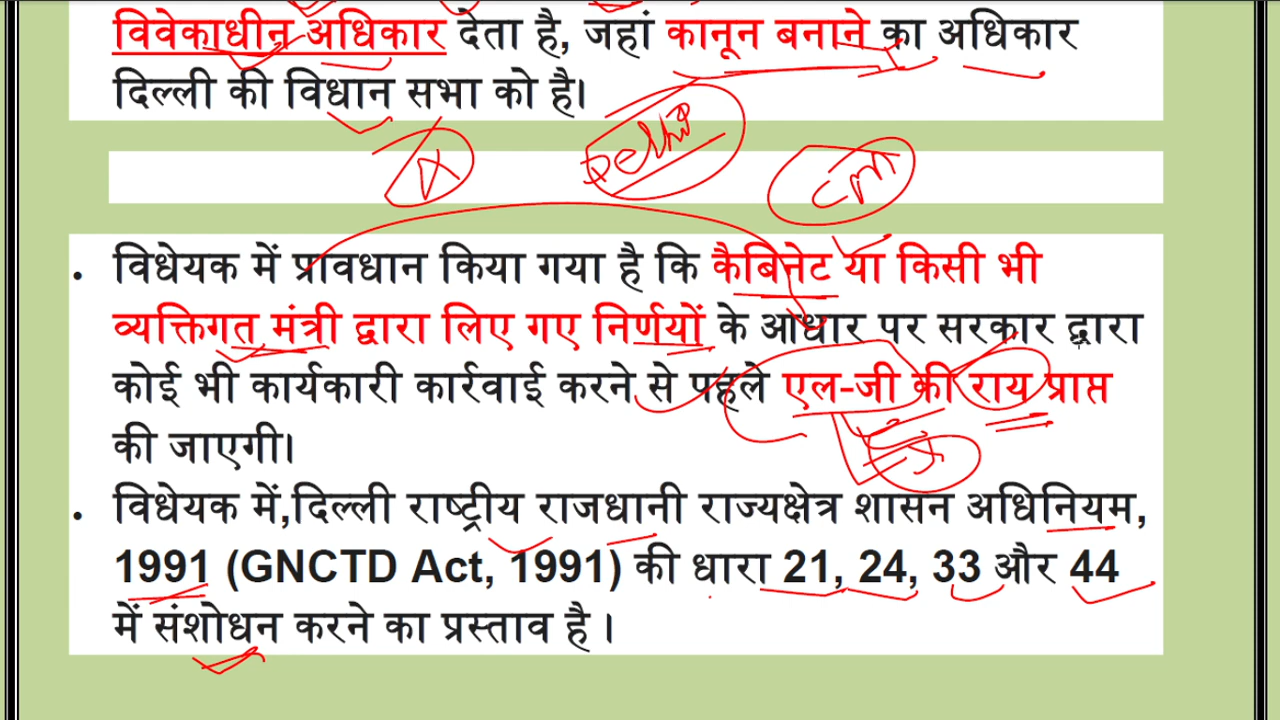 विवेकाधीन अधिकार देता है, जहां कानून बनाने का अधिकार
दिल्ली की विधान सभा को है।
Delhi
CM
. विधेयक में प्रावधान किया गया है कि कैबिनेट या किसी भी
व्यक्तिगत मंत्री द्वारा लिए गए निर्णयों के आधार पर सरकार द्वारा
कोई भी कार्यकारी कार्रवाई करने से पहले एल-जी की राय प्राप्त
की जाएगी।
. विधेयक में,दिल्ली राष्ट्रीय राजधानी राज्यक्षेत्र शासन अधिनियम,
1991 (GNCTD Act, 1991) की धारा 21, 24, 33 और 44
में संशोधन करने का प्रस्ताव है ।